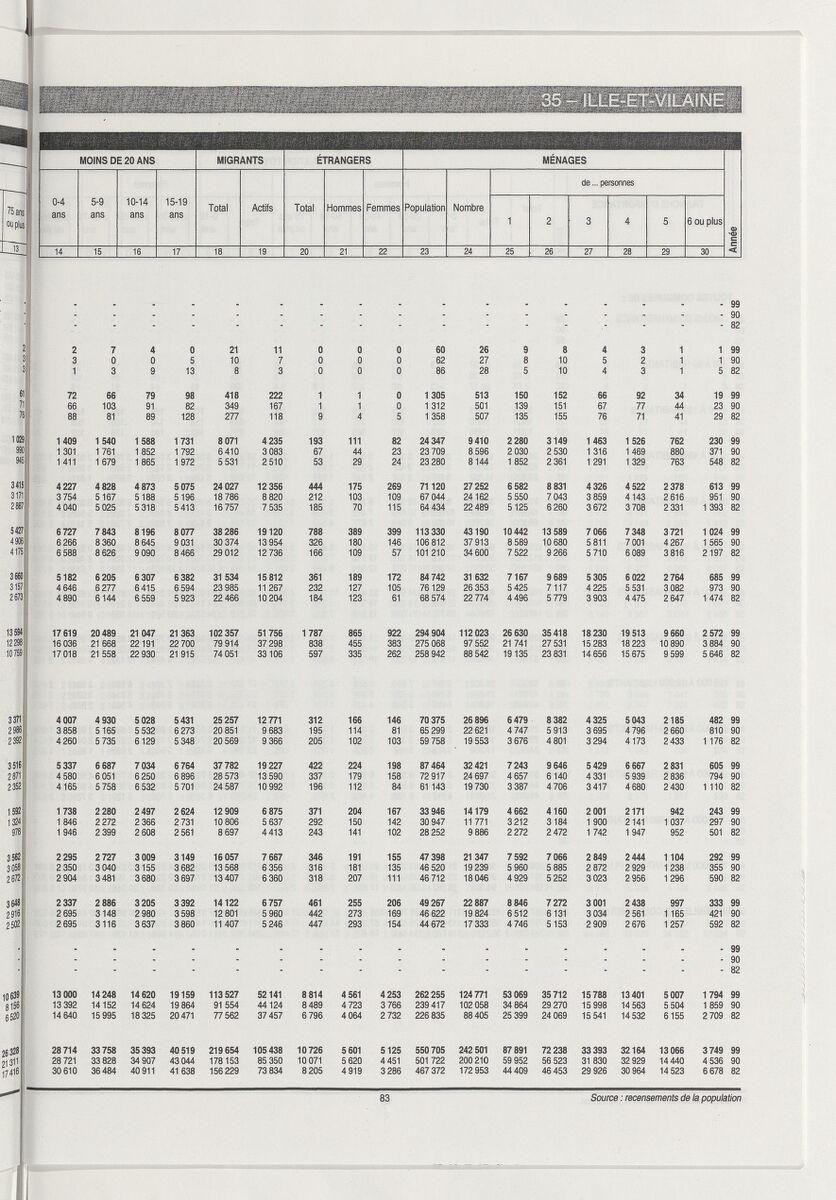 35 – ILLE-ET-VILAINE
MOINS DE 20 ANS MIGRANTS ÉTRANGERS MÉNAGES
de ... personnes
75 ans ou plus 0-4 ans 5-9 ans 10-14 ans 15-19 ans Total Actifs Total Hommes Femmes Population Nombre 1 2 3 4 5 6 ou plus Année
13 14 15 16 17 18 19 20 21 22 23 24 25 26 27 28 29 30
- - - - - - - - - - - - - - - - - - 99
- - - - - - - - - - - - - - - - - - 90
- - - - - - - - - - - - - - - - - - 82
2 2 7 4 0 21 11 0 0 0 60 26 9 8 4 3 1 1 99
3 3 0 0 5 10 7 0 0 0 62 27 8 10 5 2 1 1 90
3 1 3 9 13 8 3 0 0 0 86 28 5 10 4 3 1 5 82
61 72 66 79 98 418 222 1 1 0 1 305 513 150 152 66 92 34 19 99
71 66 103 91 82 349 167 1 1 0 1 312 501 139 151 67 77 44 23 90
76 88 81 89 128 277 118 9 4 5 1 358 507 135 155 76 71 41 29 82
1 029 1 409 1 540 1 588 1 731 8 071 4 235 193 111 82 24 347 9 410 2 280 3 149 1 463 1 526 762 230 99
990 1 301 1 761 1 852 1 792 6 410 3 083 67 44 23 23 709 8 596 2 030 2 530 1 316 1 469 880 371 90
945 1 411 1 679 1 865 1 972 5 531 2 510 53 29 24 23 280 8 144 1 852 2 361 1 291 1 329 763 548 82
3 415 4 227 4 828 4 873 5 075 24 027 12 356 444 175 269 71 120 27 252 6 582 8 831 4 326 4 522 2 378 613 99
3 171 3 754 5 167 5 188 5 196 18 786 8 820 212 103 109 67 044 24 162 5 550 7 043 3 859 4 143 2 616 951 90
2 887 4 040 5 025 5 318 5 413 16 757 7 535 185 70 115 64 434 22 489 5 125 6 260 3 672 3 708 2 331 1 393 82
5 427 6 727 7 843 8 196 8 077 38 286 19 120 788 389 399 113 330 43 190 10 442 13 589 7 066 7 348 3 721 1 024 99
4 906 6 266 8 360 8 645 9 031 30 374 13 954 326 180 146 106 812 37 913 8 589 10 680 5 811 7 001 4 267 1 565 90
4 175 6 588 8 626 9 090 8 466 29 012 12 736 166 109 57 101 210 34 600 7 522 9 266 5 710 6 089 3 816 2 197 82
3 660 5 182 6 205 6 307 6 382 31 534 15 812 361 189 172 84 742 31 632 7 167 9 689 5 305 6 022 2 764 685 99
3 157 4 646 6 277 6 415 6 594 23 985 11 267 232 127 105 76 129 26 353 5 425 7 117 4 225 5 531 3 082 973 90
2 673 4 890 6 144 6 559 5 923 22 466 10 204 184 123 61 68 574 22 774 4 496 5 779 3 903 4 475 2 647 1 474 82
13 594 17 619 20 489 21 047 21 363 102 357 51 756 1 787 865 922 294 904 112 023 26 630 35 418 18 230 19 513 9 660 2 572 99
12 298 16 036 21 668 22 191 22 700 79 914 37 298 838 455 383 275 068 97 552 21 741 27 531 15 283 18 223 10 890 3 884 90
10 759 17 018 21 558 22 930 21 915 74 051 33 106 597 335 262 258 942 88 542 19 135 23 831 14 656 15 675 9 599 5 646 82
3 371 4 007 4 930 5 028 5 431 25 257 12 771 312 166 146 70 375 26 896 6 479 8 382 4 325 5 043 2 185 482 99
2 986 3 858 5 165 5 532 6 273 20 851 9 683 195 114 81 65 299 22 621 4 747 5 913 3 695 4 796 2 660 810 90
2 392 4 260 5 735 6 129 5 348 20 569 9 366 205 102 103 59 758 19 553 3 676 4 801 3 294 4 173 2 433 1 176 82
3 516 5 337 6 687 7 034 6 764 37 782 19 227 422 224 198 87 464 32 421 7 243 9 646 5 429 6 667 2 831 605 99
2 871 4 580 6 051 6 250 6 896 28 573 13 590 337 179 158 72 917 24 697 4 657 6 140 4 331 5 939 2 836 794 90
2 352 4 165 5 758 6 532 5 701 24 587 10 992 196 112 84 61 143 19 730 3 387 4 706 3 417 4 680 2 430 1 110 82
1 592 1 738 2 280 2 497 2 624 12 909 6 875 371 204 167 33 946 14 179 4 662 4 160 2 001 2 171 942 243 99
1 324 1 846 2 272 2 366 2 731 10 806 5 637 292 150 142 30 947 11 771 3 212 3 184 1 900 2 141 1 037 297 90
978 1 946 2 399 2 608 2 561 8 697 4 413 243 141 102 28 252 9 886 2 272 2 472 1 742 1 947 952 501 82
3 582 2 295 2 727 3 009 3 149 16 057 7 667 346 191 155 47 398 21 347 7 592 7 066 2 849 2 444 1 104 292 99
3 058 2 350 3 040 3 155 3 682 13 568 6 356 316 181 135 46 520 19 239 5 960 5 885 2 872 2 929 1 238 355 90
2 672 2 904 3 481 3 680 3 697 13 407 6 360 318 207 111 46 712 18 046 4 929 5 252 3 023 2 956 1 296 590 82
3 648 2 337 2 886 3 205 3 392 14 122 6 757 461 255 206 49 267 22 887 8 846 7 272 3 001 2 438 997 333 99
2 916 2 695 3 148 2 980 3 598 12 801 5 960 442 273 169 46 622 19 824 6 512 6 131 3 034 2 561 1 165 421 90
2 502 2 695 3 116 3 637 3 860 11 407 5 246 447 293 154 44 672 17 333 4 746 5 153 2 909 2 676 1 257 592 82
- - - - - - - - - - - - - - - - - - 99
- - - - - - - - - - - - - - - - - - 90
- - - - - - - - - - - - - - - - - - 82
10 639 13 000 14 248 14 620 19 159 113 527 52 141 8 814 4 561 4 253 262 255 124 771 53 069 35 712 15 788 13 401 5 007 1 794 99
8 156 13 392 14 152 14 624 19 864 91 554 44 124 8 489 4 723 3 766 239 417 102 058 34 864 29 270 15 998 14 563 5 504 1 859 90
6 520 14 640 15 995 18 325 20 471 77 562 37 457 6 796 4 064 2 732 226 835 88 405 25 399 24 069 15 541 14 532 6 155 2 709 82
26 328 28 714 33 758 35 393 40 519 219 654 105 438 10 726 5 601 5 125 550 705 242 501 87 891 72 238 33 393 32 164 13 066 3 749 99
21 311 28 721 33 828 34 907 43 044 178 153 85 350 10 071 5 620 4 451 501 722 200 210 59 952 56 523 31 830 32 929 14 440 4 536 90
17 416 30 610 36 484 40 911 41 638 156 229 73 834 8 205 4 919 3 286 467 372 172 953 44 409 46 453 29 926 30 964 14 523 6 678 82
83 Source : recensements de la population